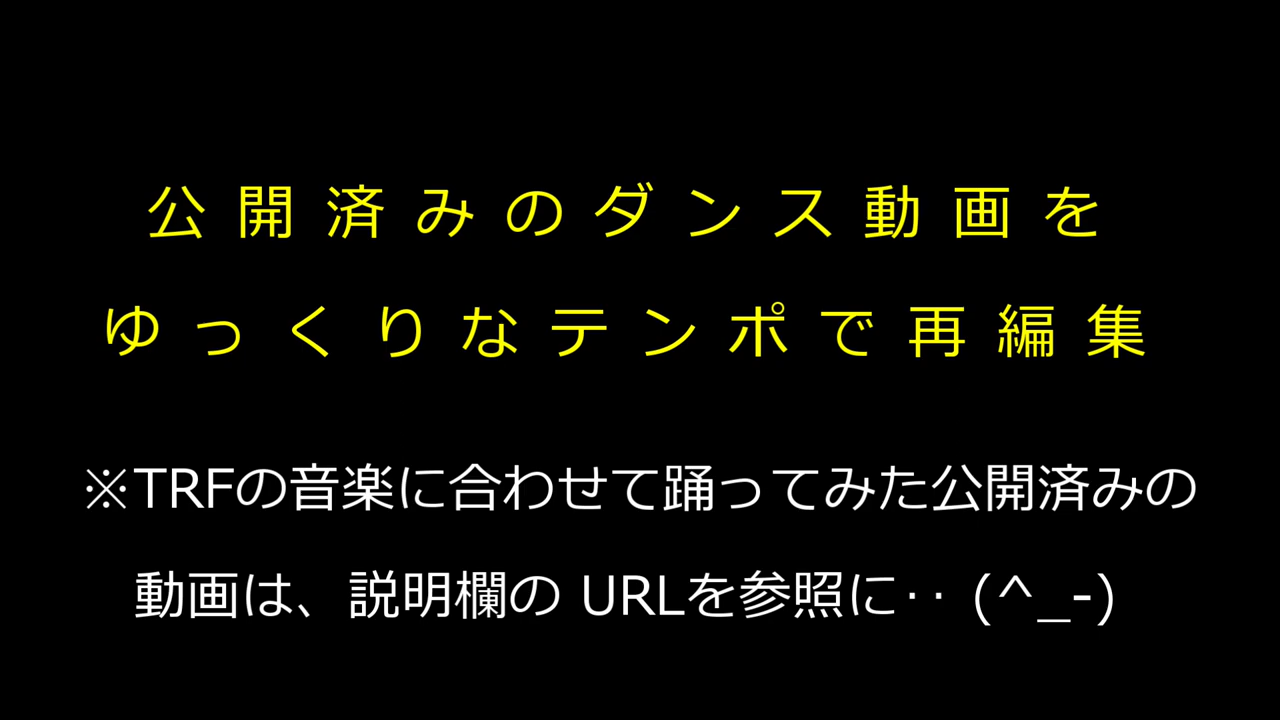 公開済みのダンス動画を
ゆっくりなテンポで再編集
※TRFの音楽に合わせて踊ってみた公開済みの
動画は、説明欄の URLを参照に‥ (^_-)